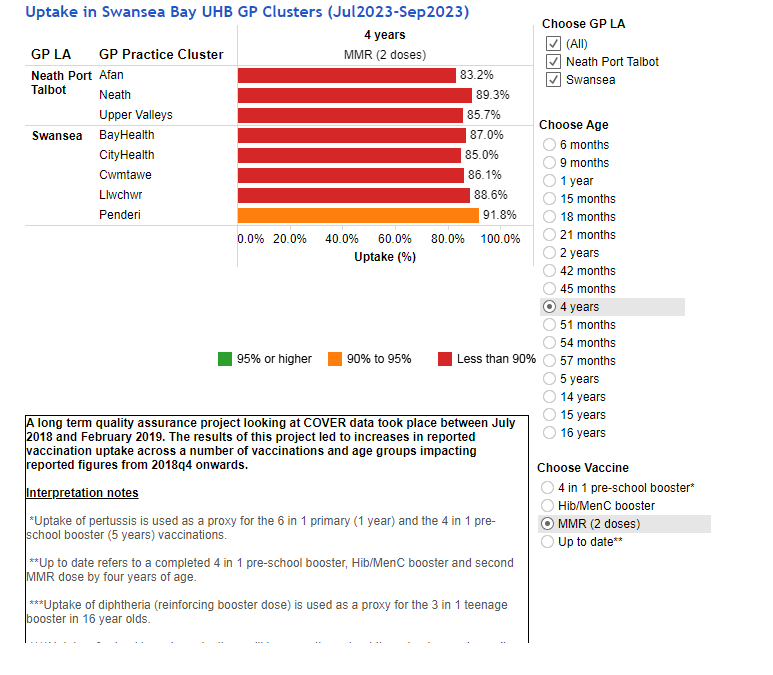 Uptake in Swansea Bay UHB GP Clusters (Jul2023-Sep2023)
4 years
GP LA GP Practice Cluster MMR (2 doses)
Neath Port Talbot
Afan 83.2%
Neath 89.3%
Upper Valleys 85.7%
Swansea
BayHealth 87.0%
CityHealth 85.0%
Cwmtawe 86.1%
Llwchwr 88.6%
Penderi 91.8%
0.0% 20.0% 40.0% 60.0% 80.0% 100.0%
Uptake (%)
95% or higher 90% to 95% Less than 90%
Choose GP LA
(All)
Neath Port Talbot
Swansea
Choose Age
6 months
9 months
1 year
15 months
18 months
21 months
2 years
42 months
45 months
4 years
51 months
54 months
57 months
5 years
14 years
15 years
16 years
Choose Vaccine
4 in 1 pre-school booster*
Hib/MenC booster
MMR (2 doses)
Up to date**
A long term quality assurance project looking at COVER data took place between July
2018 and February 2019. The results of this project led to increases in reported
vaccination uptake across a number of vaccinations and age groups impacting
reported figures from 2018q4 onwards.
Interpretation notes
*Uptake of pertussis is used as a proxy for the 6 in 1 primary (1 year) and the 4 in 1 pre-
school booster (5 years) vaccinations.
**Up to date refers to a completed 4 in 1 pre-school booster, Hib/MenC booster and second
MMR dose by four years of age.
***Uptake of diphtheria (reinforcing booster dose) is used as a proxy for the 3 in 1 teenage
booster in 16 year olds.